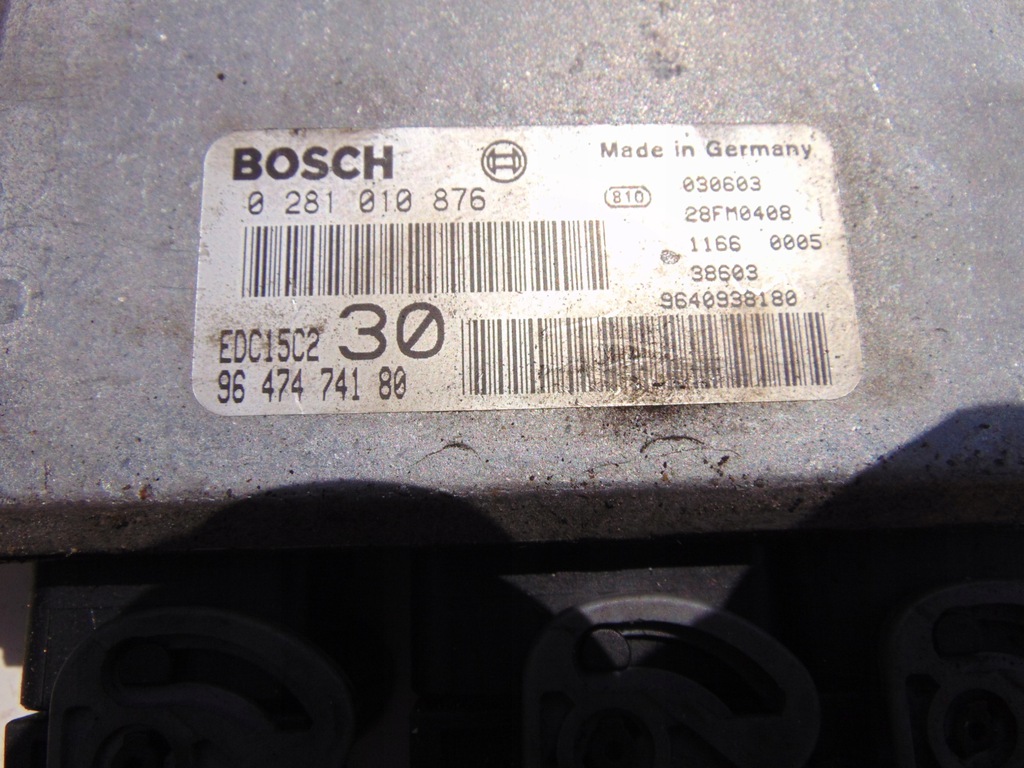 BOSCH
Made in Germany
0 281 010 876
810
030603
28FM0408
1166 0005
38603
9640938180
EDC15C2 30
96 474 741 80